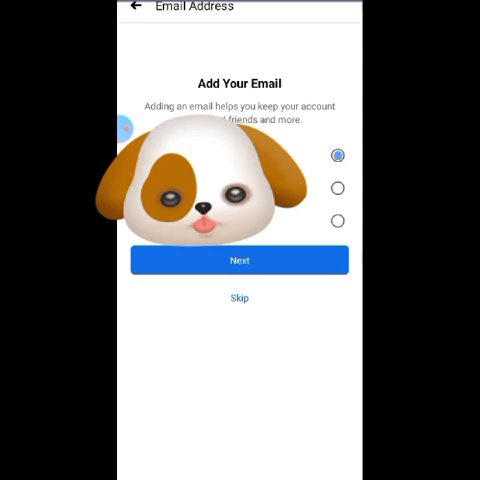 Email Address
Add Your Email
Adding an email helps you keep your account
friends and more.
Next
Skip